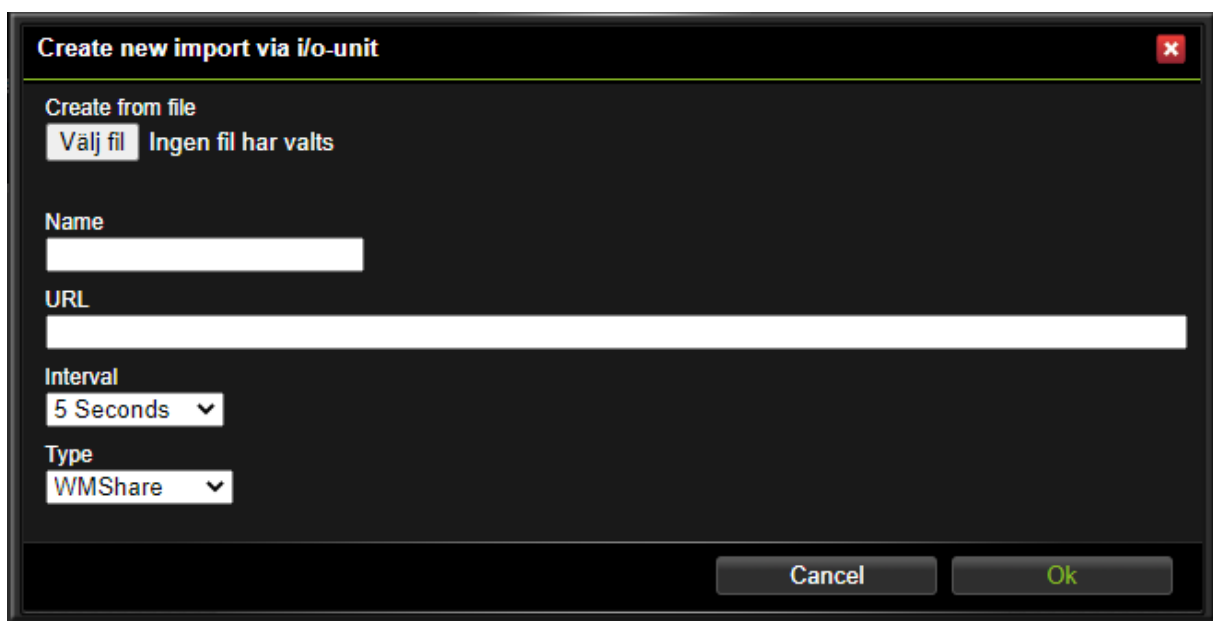 Create new import via i/o-unit
Create from file
Välj fil Ingen fil har valts
Name
URL
Interval
5 Seconds
Type
WMShare
Cancel Ok